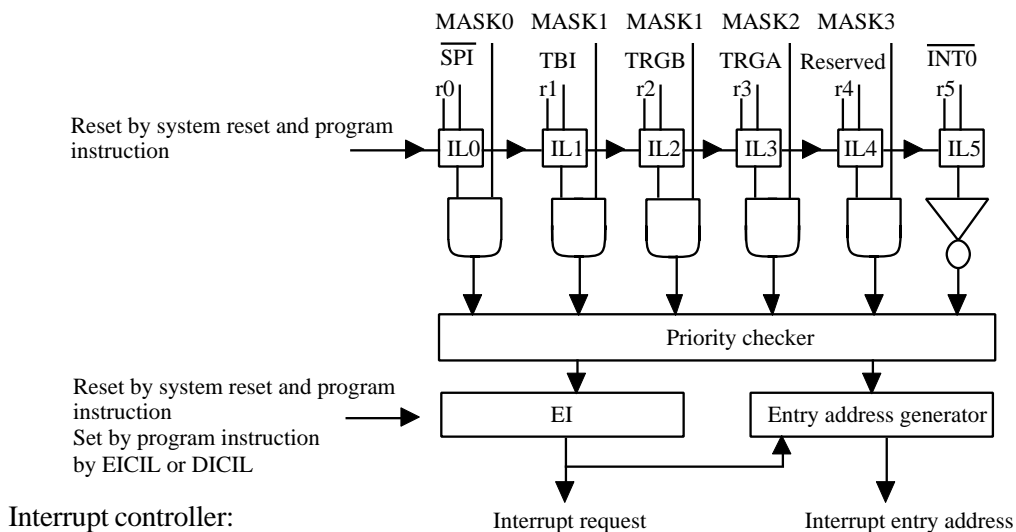 MASK0 MASK1 MASK1 MASK2 MASK3
SPI TBI TRGB TRGA Reserved INT0
r0 r1 r2 r3 r4 r5
Reset by system reset and program
instruction
IL0 IL1 IL2 IL3 IL4 IL5
Priority checker
Reset by system reset and program
instruction
Set by program instruction
by EICIL or DICIL
EI Entry address generator
Interrupt controller:
Interrupt request Interrupt entry address